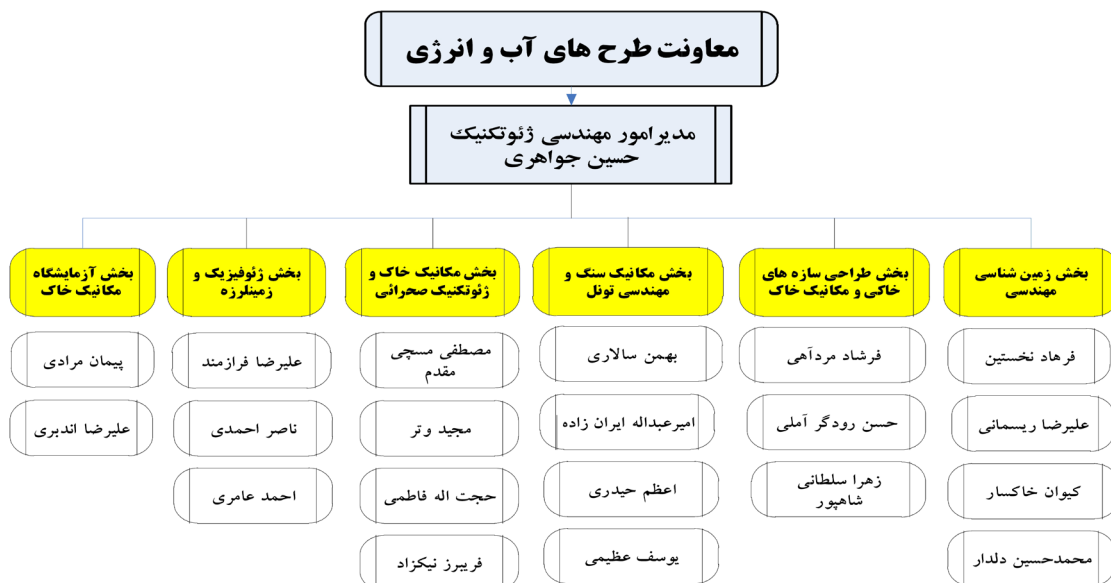 معاونت طرح های آب و انرژی
مدیرامور مهندسی ژئوتکنیک
حسین جواهری
بخش زمین شناسی
مهندسی
فرهاد نخستین
علیرضا ریسمانی
کیوان خاکسار
محمدحسین دلدار
بخش طراحی سازه های
خاکی و مکانیک خاک
فرشاد مردآهی
حسن رودگر آملی
زهرا سلطانی
شاهپور
بخش مکانیک سنگ و
مهندسی تونل
بهمن سالاری
امیرعبداله ایران زاده
اعظم حیدری
یوسف عظیمی
بخش مکانیک خاک و
ژئوتکنیک صحرائی
مصطفی مسچی
مقدم
مجید وتر
حجت اله فاطمی
فریبرز نیکزاد
بخش ژئوفیزیک و
زمینلرزه
علیرضا فرازمند
ناصر احمدی
احمد عامری
بخش آزمایشگاه
مکانیک خاک
پیمان مرادی
علیرضا اندبری